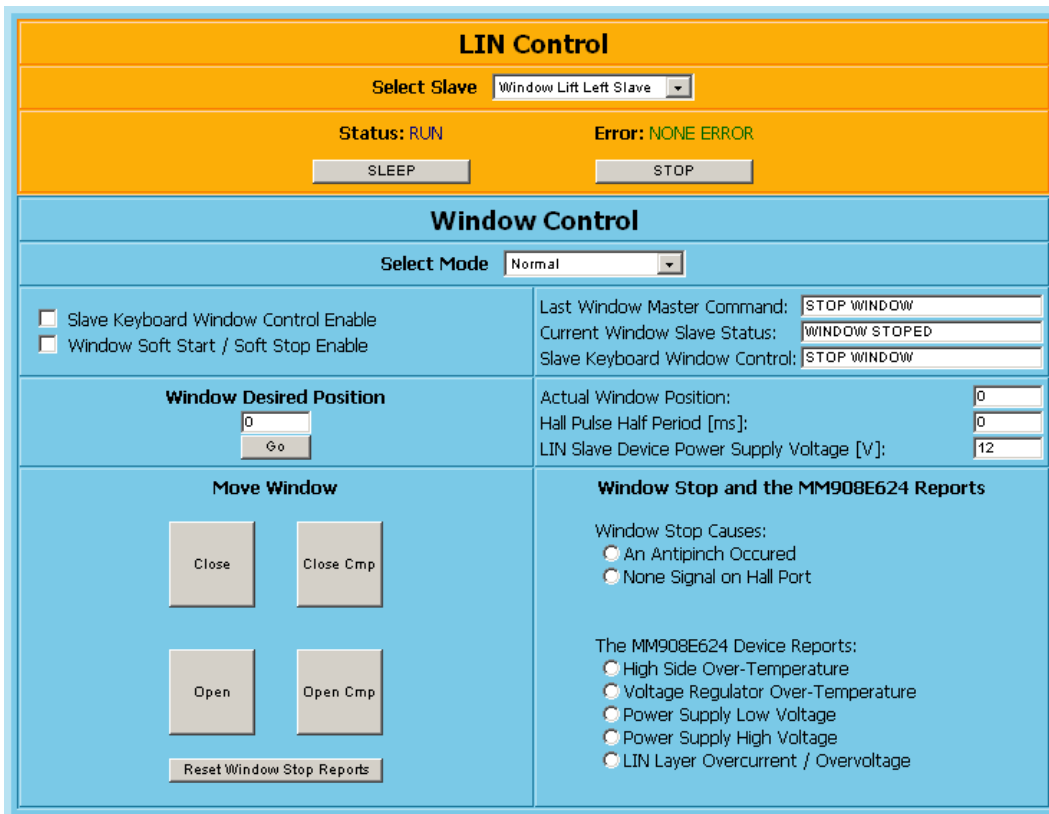 LIN Control
Select Slave Window Lift Left Slave
Status: RUN Error: NONE ERROR
SLEEP STOP
Window Control
Select Mode Normal
Slave Keyboard Window Control Enable
Window Soft Start / Soft Stop Enable
Last Window Master Command: STOP WINDOW
Current Window Slave Status: WINDOW STOPED
Slave Keyboard Window Control: STOP WINDOW
Window Desired Position
0
Go
Actual Window Position: 0
Hall Pulse Half Period [ms]: 0
LIN Slave Device Power Supply Voltage [V]: 12
Move Window
Close Close Cmp
Open Open Cmp
Reset Window Stop Reports
Window Stop and the MM908E624 Reports
Window Stop Causes:
An Antipinch Occured
None Signal on Hall Port
The MM908E624 Device Reports:
High Side Over-Temperature
Voltage Regulator Over-Temperature
Power Supply Low Voltage
Power Supply High Voltage
LIN Layer Overcurrent / Overvoltage